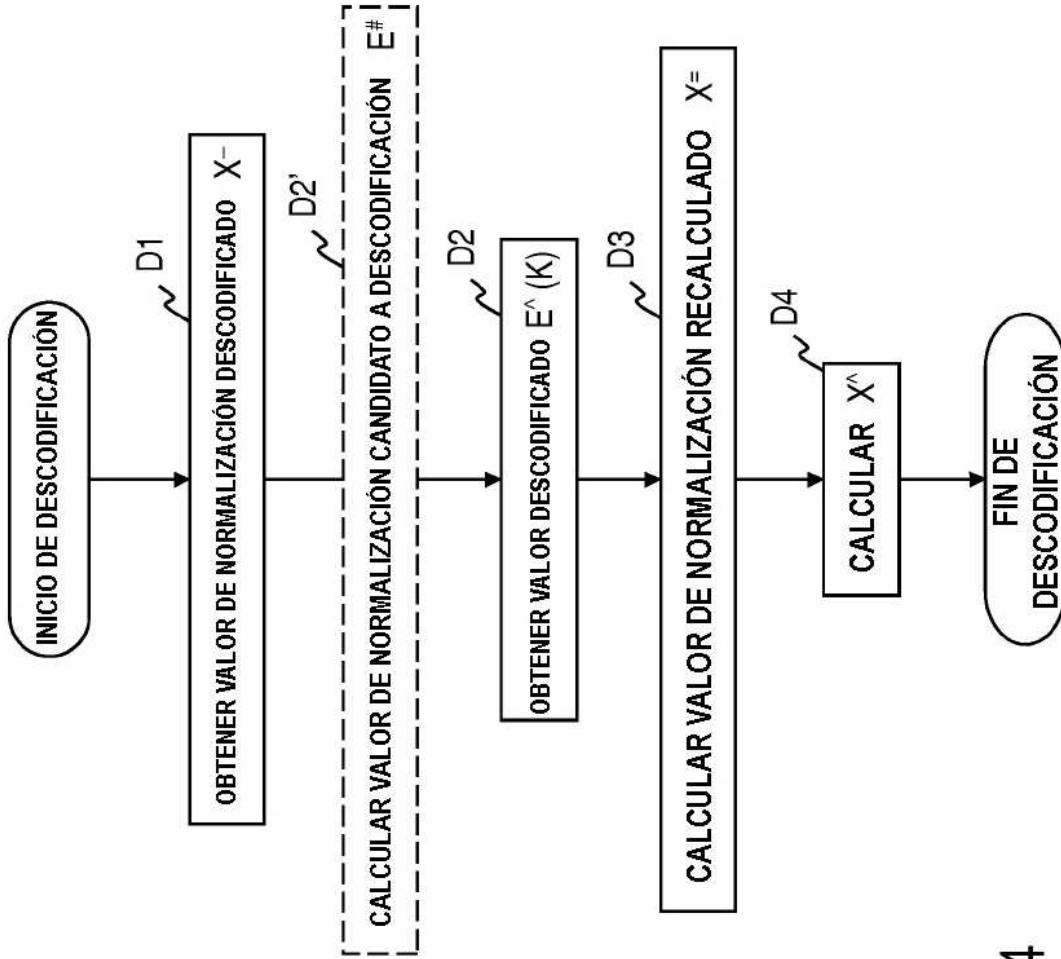 INICIO DE DESCODIFICACIÓN
D1
OBTENER VALOR DE NORMALIZACIÓN DESCODIFICADO X⁻
D2'
CALCULAR VALOR DE NORMALIZACIÓN CANDIDATO A DESCODIFICACIÓN E#
D2
OBTENER VALOR DESCODIFICADO E^ (K)
D3
CALCULAR VALOR DE NORMALIZACIÓN RECALCULADO X=
D4
CALCULAR X^
FIN DE
DESCODIFICACIÓN